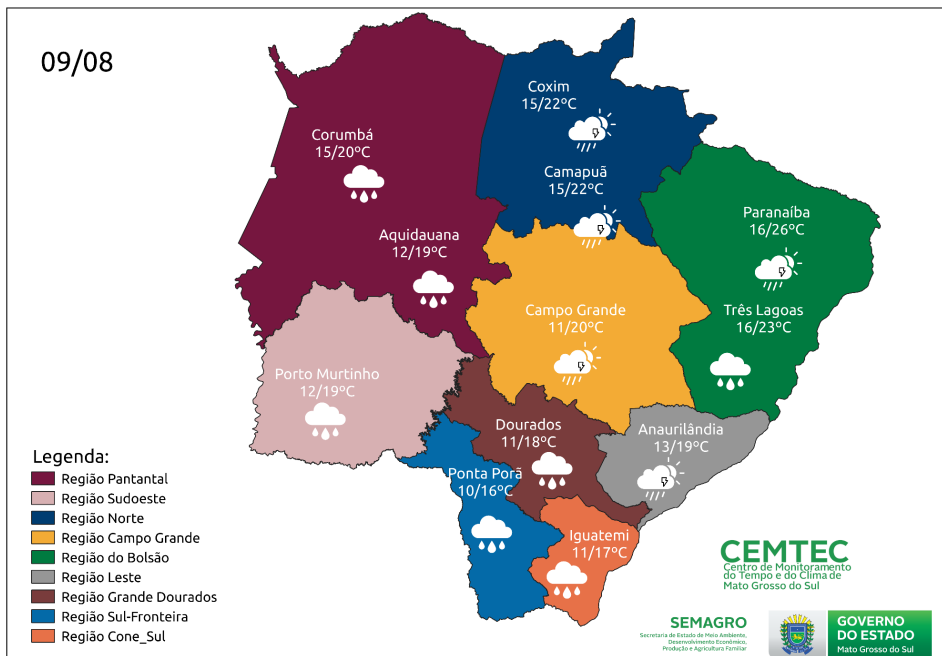 09/08
Coxim
15/22ºC
Corumbá
15/20ºC
Camapuã
15/22ºC
Paranaíba
16/26ºC
Aquidauana
12/19ºC
Campo Grande
11/20ºC
Três Lagoas
16/23ºC
Porto Murtinho
12/19ºC
Dourados
11/18ºC
Anaurilândia
13/19ºC
Ponta Porã
10/16ºC
Iguatemi
11/17ºC
Legenda:
Região Pantantal
Região Sudoeste
Região Norte
Região Campo Grande
Região do Bolsão
Região Leste
Região Grande Dourados
Região Sul-Fronteira
Região Cone_Sul
CEMTEC
Centro de Monitoramento
do Tempo e do Clima de
Mato Grosso do Sul
SEMAGRO
Secretaria de Estado de Meio Ambiente,
Desenvolvimento Econômico,
Produção e Agricultura Familiar
GOVERNO
DO ESTADO
Mato Grosso do Sul